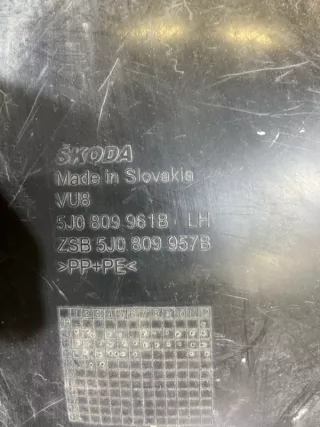 ŠKODA
Made in Slovakia
VU8
5J0 809 961B LH
ZSB 5J0 809 957B
>PP+PE<